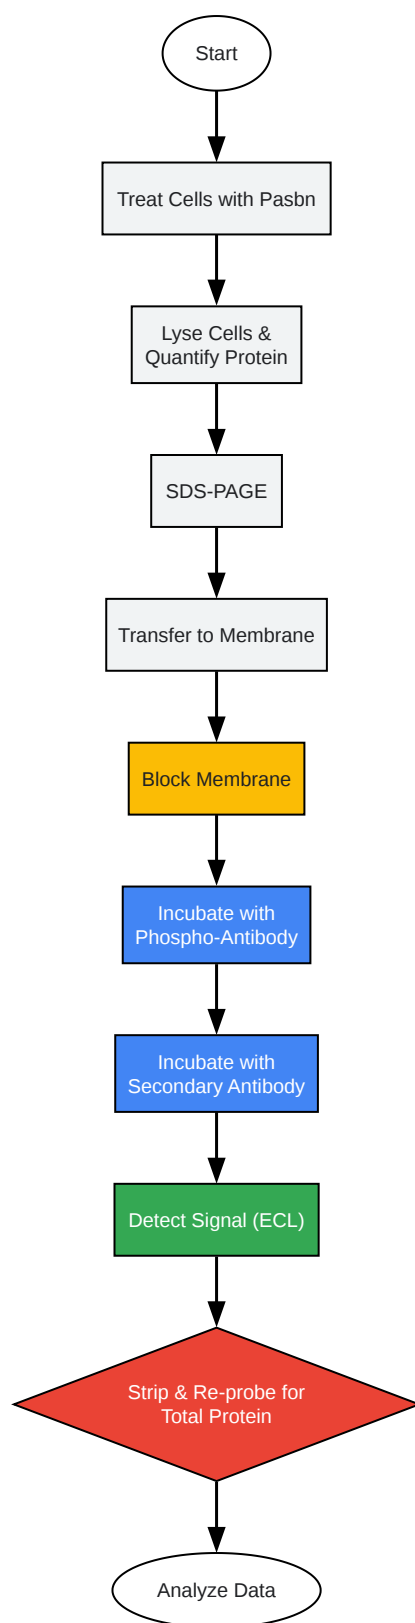 Start
Treat Cells with Pasbn
Lyse Cells &
Quantify Protein
SDS-PAGE
Transfer to Membrane
Block Membrane
Incubate with
Phospho-Antibody
Incubate with
Secondary Antibody
Detect Signal (ECL)
Strip & Re-probe for
Total Protein
Analyze Data